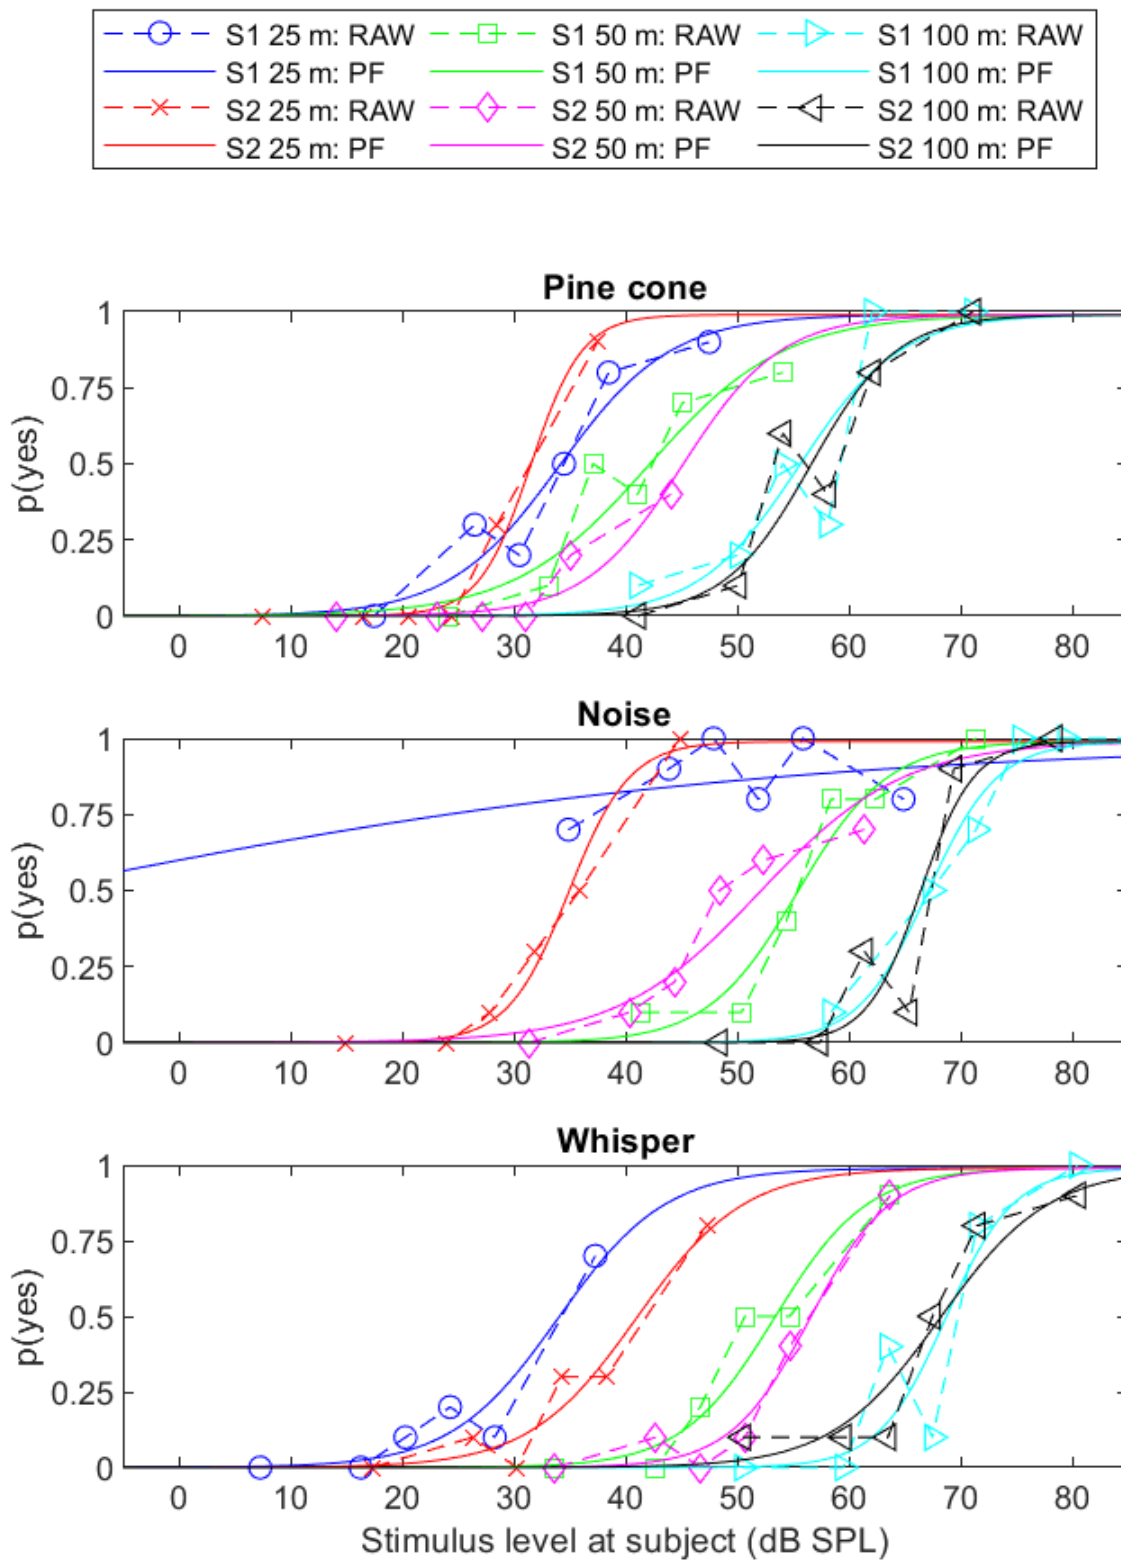 S1 25 m: RAW S1 50 m: RAW S1 100 m: RAW
S1 25 m: PF S1 50 m: PF S1 100 m: PF
S2 25 m: RAW S2 50 m: RAW S2 100 m: RAW
S2 25 m: PF S2 50 m: PF S2 100 m: PF
Pine cone
1
0.75
0.5
0.25
0
p(yes)
0 10 20 30 40 50 60 70 80
Noise
1
0.75
0.5
0.25
0
p(yes)
0 10 20 30 40 50 60 70 80
Whisper
1
0.75
0.5
0.25
0
p(yes)
0 10 20 30 40 50 60 70 80
Stimulus level at subject (dB SPL)